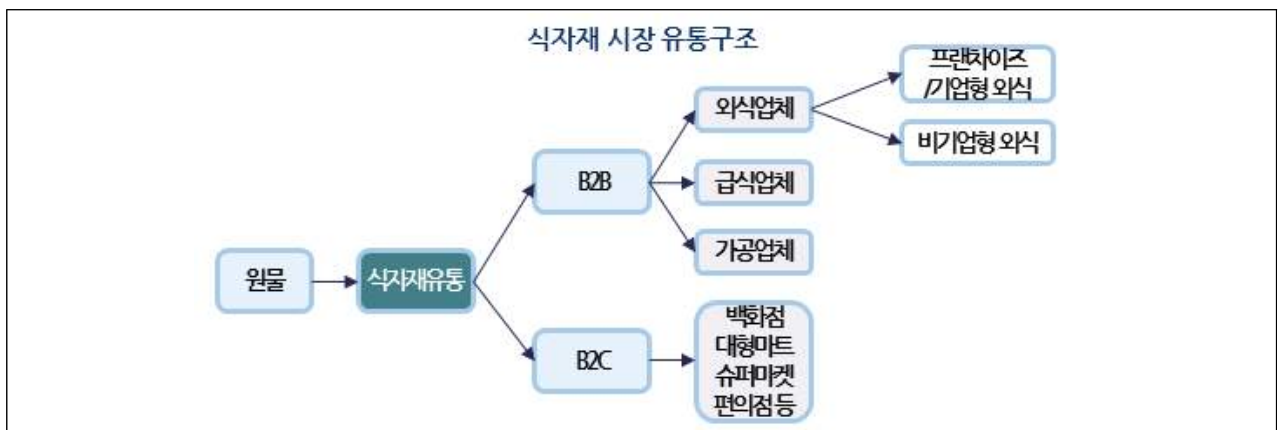 식자재 시장 유통구조
프랜차이즈
/기업형 외식
외식업체
비기업형 외식
B2B
급식업체
가공업체
원물
식자재유통
B2C
백화점
대형마트
슈퍼마켓
편의점 등